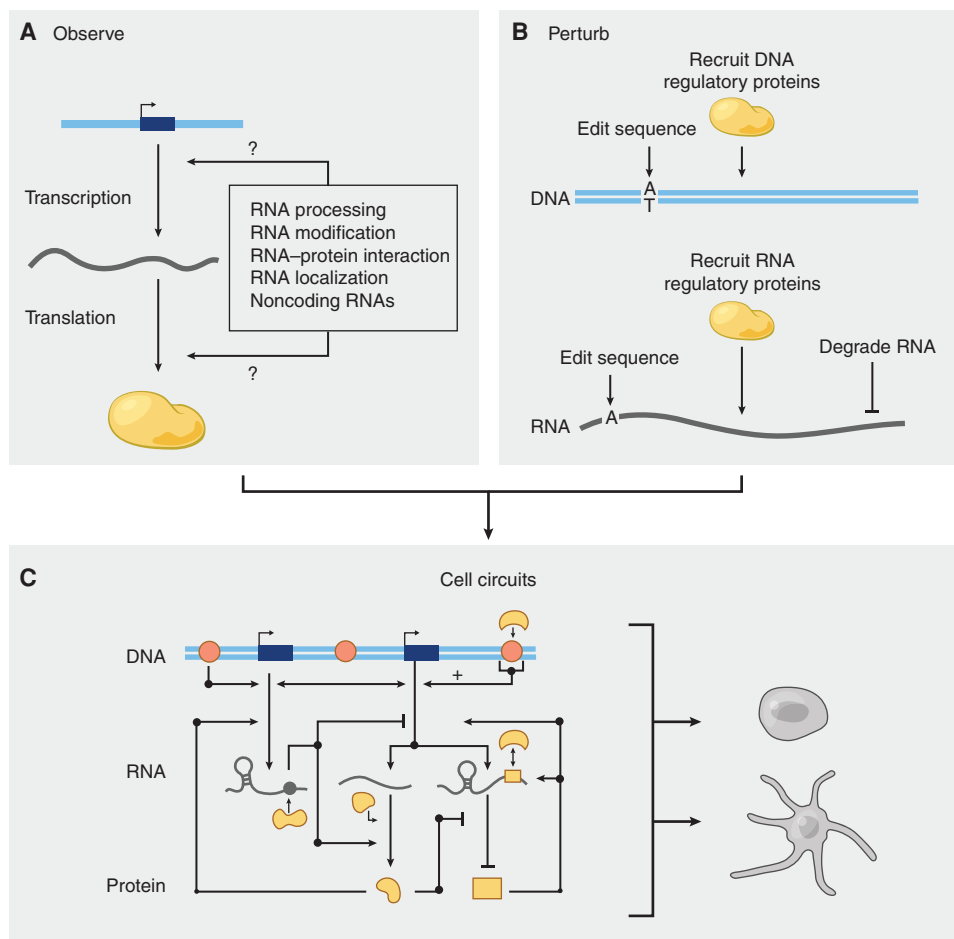 A Observe
?
Transcription
RNA processing
RNA modification
RNA–protein interaction
RNA localization
Noncoding RNAs
Translation
?
B Perturb
Recruit DNA
regulatory proteins
Edit sequence
DNA
A
T
Recruit RNA
regulatory proteins
Edit sequence
Degrade RNA
RNA
A
C
Cell circuits
DNA
+
RNA
Protein